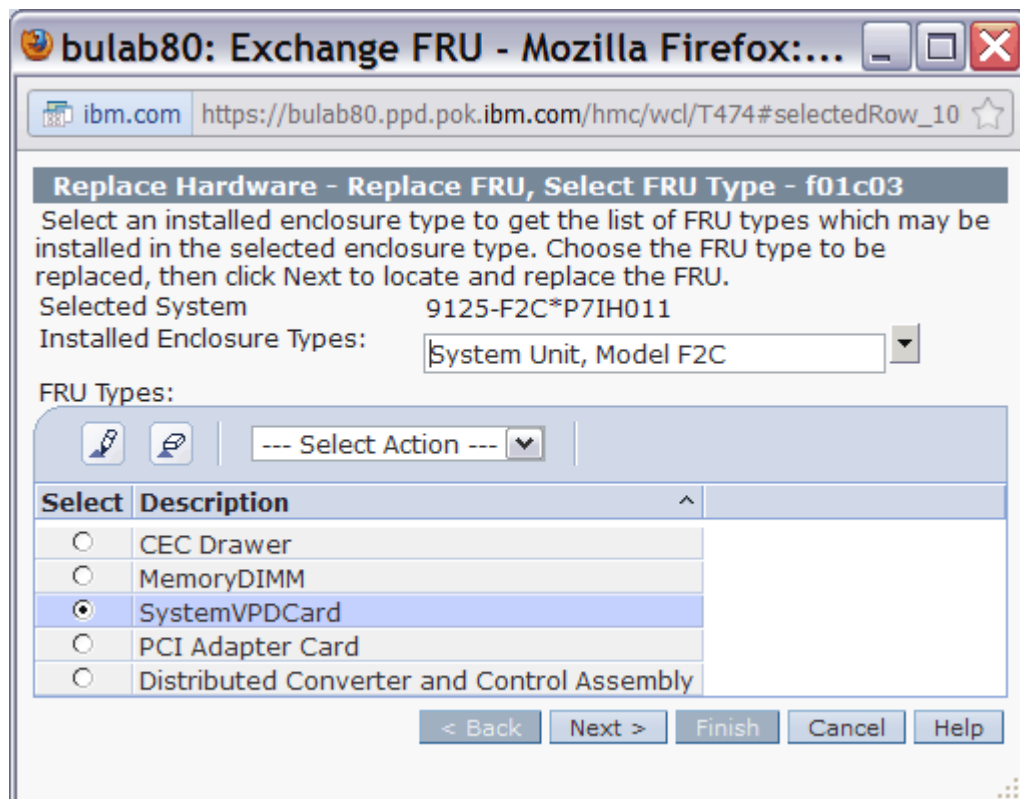 bulab80: Exchange FRU - Mozilla Firefox:...
ibm.com https://bulab80.ppd.pok.ibm.com/hmc/wcl/T474#selectedRow_10
Replace Hardware - Replace FRU, Select FRU Type - f01c03
Select an installed enclosure type to get the list of FRU types which may be
installed in the selected enclosure type. Choose the FRU type to be
replaced, then click Next to locate and replace the FRU.
Selected System 9125-F2C*P7IH011
Installed Enclosure Types: System Unit, Model F2C
FRU Types:
--- Select Action ---
Select Description ^
CEC Drawer
MemoryDIMM
SystemVPDCard
PCI Adapter Card
Distributed Converter and Control Assembly
< Back Next > Finish Cancel Help